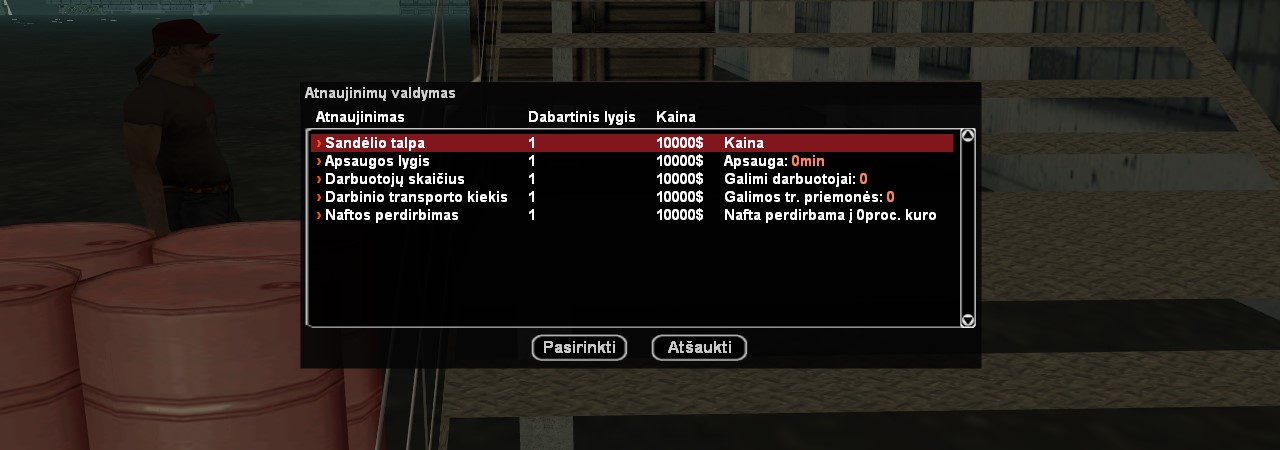 Atnaujinimų valdymas
Atnaujinimas Dabartinis lygis Kaina
› Sandėlio talpa 1 10000$ Kaina
› Apsaugos lygis 1 10000$ Apsauga: 0min
› Darbuotojų skaičius 1 10000$ Galimi darbuotojai: 0
› Darbinio transporto kiekis 1 10000$ Galimos tr. priemonės: 0
› Naftos perdirbimas 1 10000$ Nafta perdirbama į 0proc. kuro
Pasirinkti Atšaukti